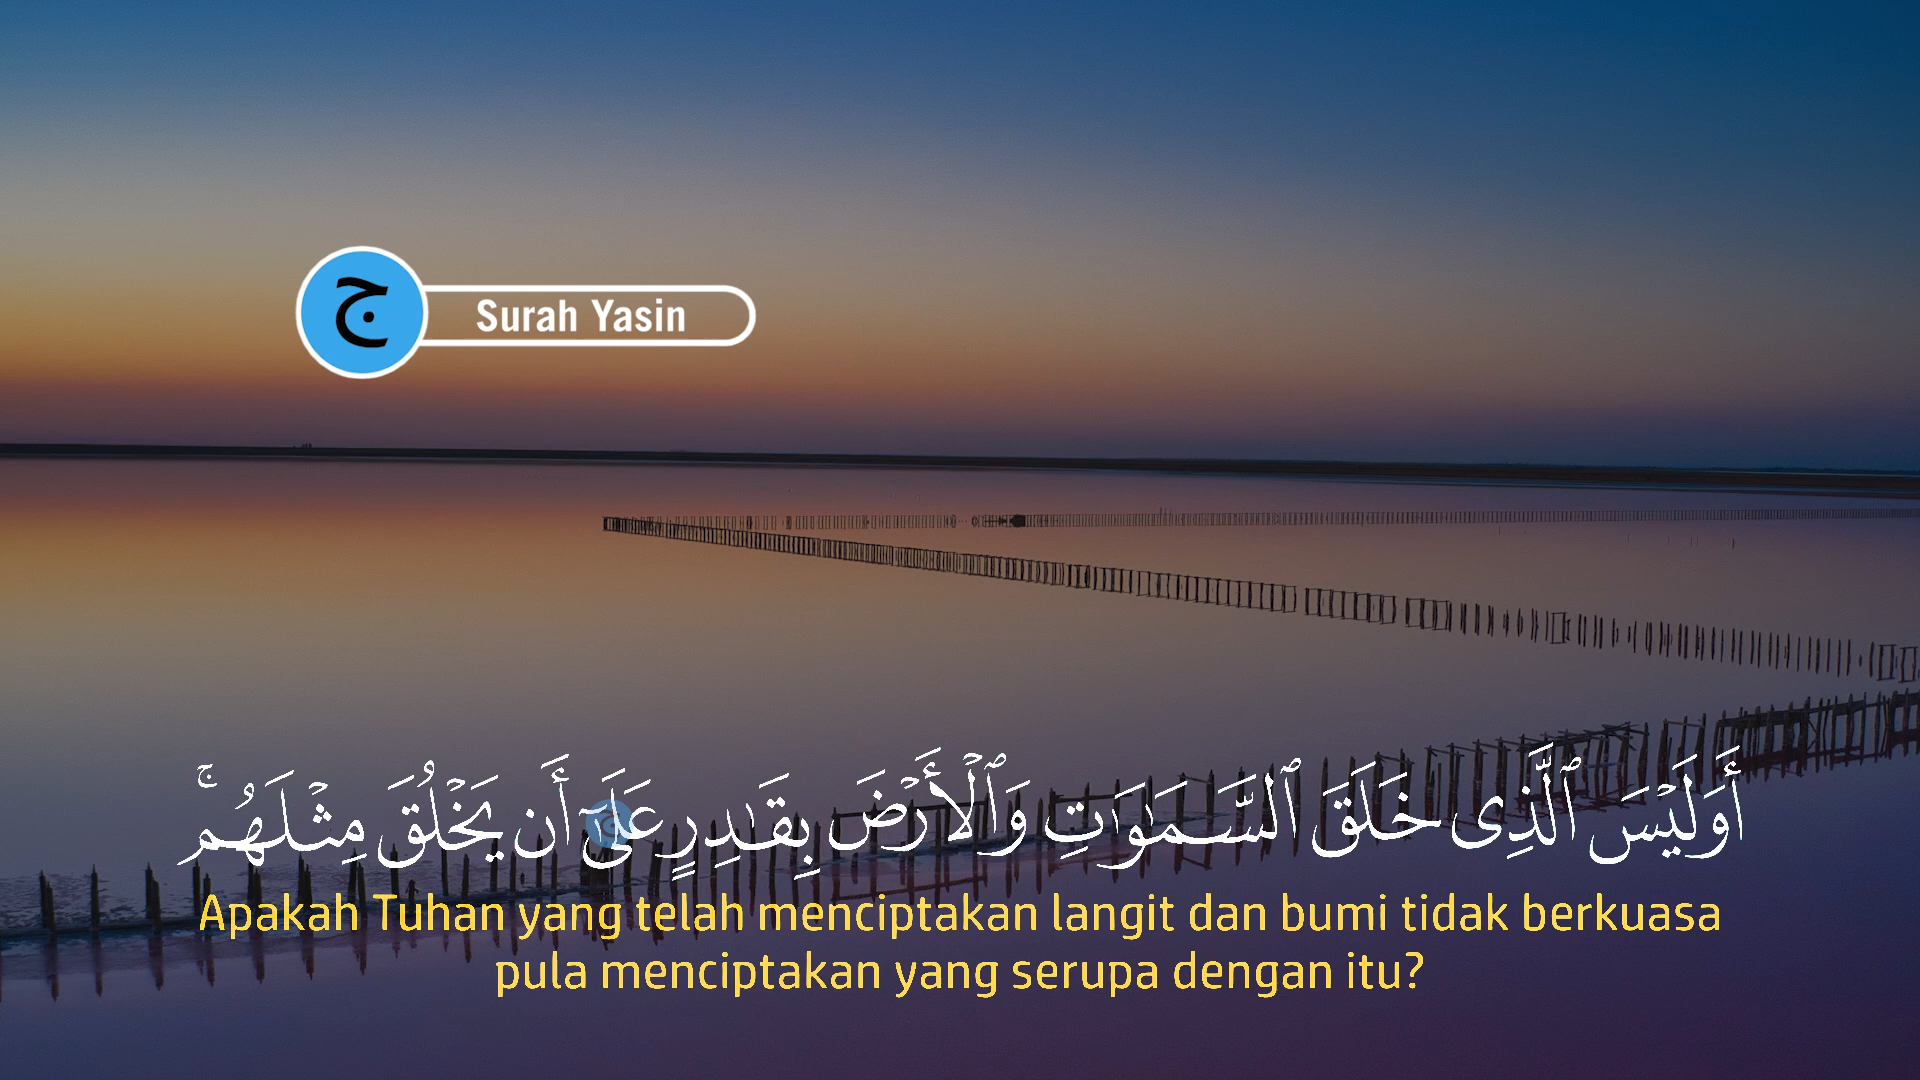 ج
Surah Yasin
أَوَلَيْسَ ٱلَّذِى خَلَقَ ٱلسَّمَـٰوَٰتِ وَٱلْأَرْضَ بِقَـٰدِرٍ عَلَىٰٓ أَن يَخْلُقَ مِثْلَهُم ۚ
Apakah Tuhan yang telah menciptakan langit dan bumi tidak berkuasa
pula menciptakan yang serupa dengan itu?